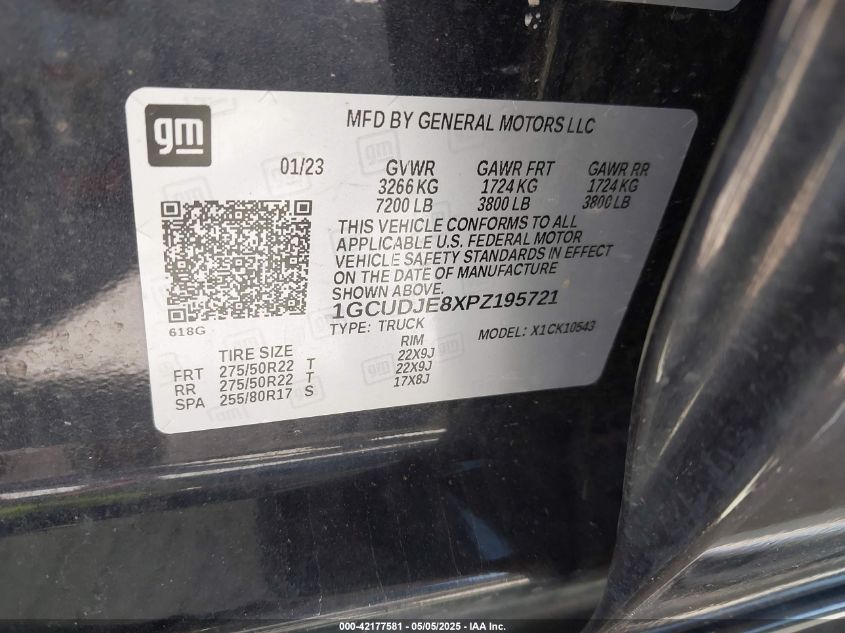 gm
MFD BY GENERAL MOTORS LLC
01/23 GVWR GAWR FRT GAWR RR
3266 KG 1724 KG 1724 KG
7200 LB 3800 LB 3800 LB
THIS VEHICLE CONFORMS TO ALL
APPLICABLE U.S. FEDERAL MOTOR
VEHICLE SAFETY STANDARDS IN EFFECT
ON THE DATE OF MANUFACTURE
SHOWN ABOVE.
1GCUDJE8XPZ195721
618G TYPE: TRUCK MODEL: X1CK10543
TIRE SIZE RIM
FRT 275/50R22 T 22X9J
RR 275/50R22 T 22X9J
SPA 255/80R17 S 17X8J
000-42177581 - 05/05/2025 - IAA Inc.